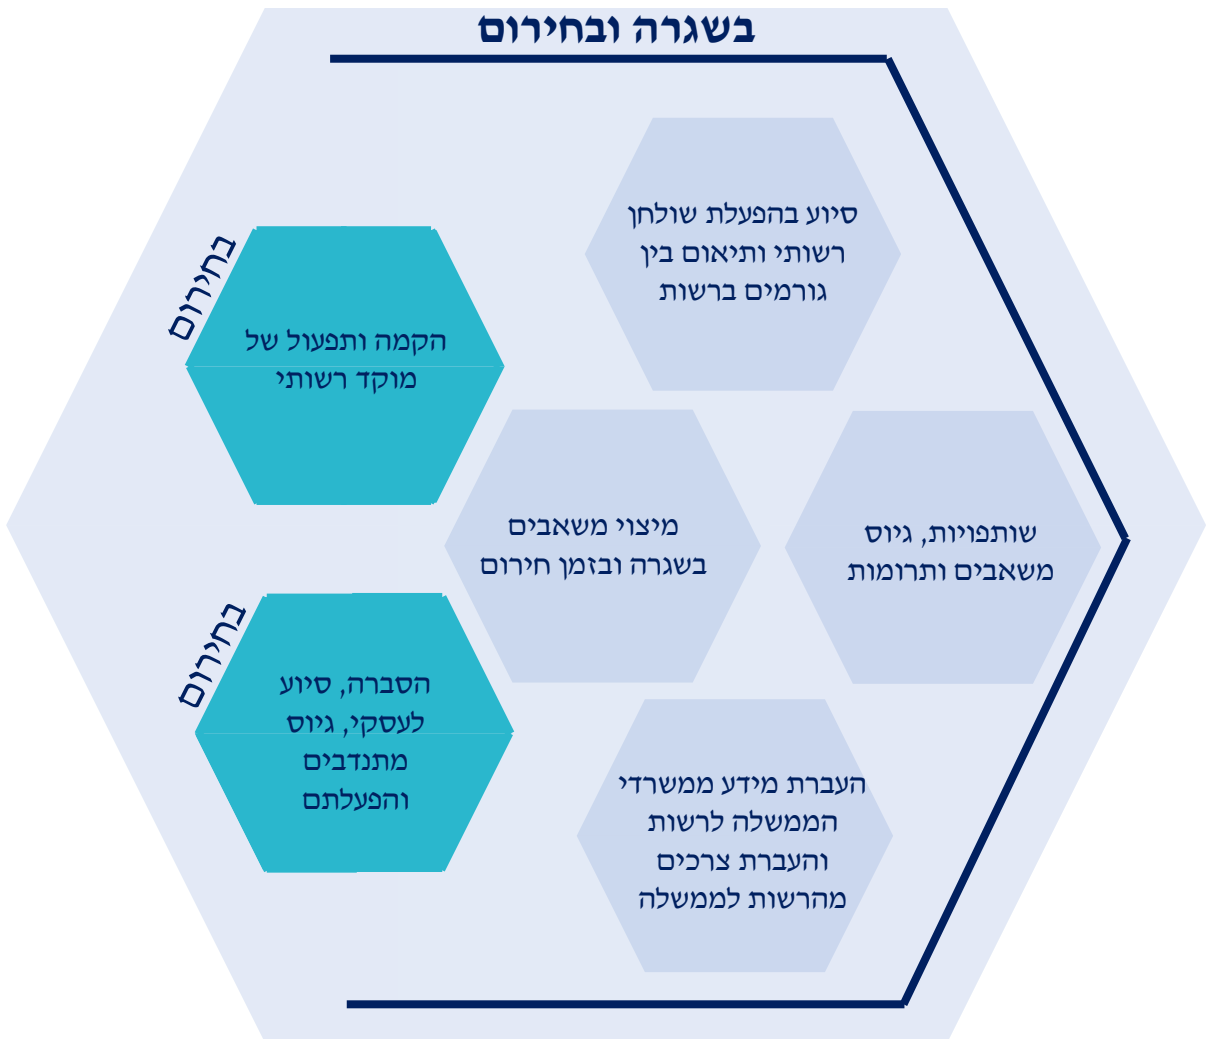 בשגרה ובחירום
סיוע בהפעלת שולחן
רשותי ותיאום בין
גורמים ברשות
בחירום
הקמה ותפעול של
מוקד רשותי
שותפויות, גיוס
משאבים ותרומות
מיצוי משאבים
בשגרה ובזמן חירום
בחירום
הסברה, סיוע
לעסקי, גיוס
מתנדבים
והפעלתם
העברת מידע ממשרדי
הממשלה לרשות
והעברת צרכים
מהרשות לממשלה